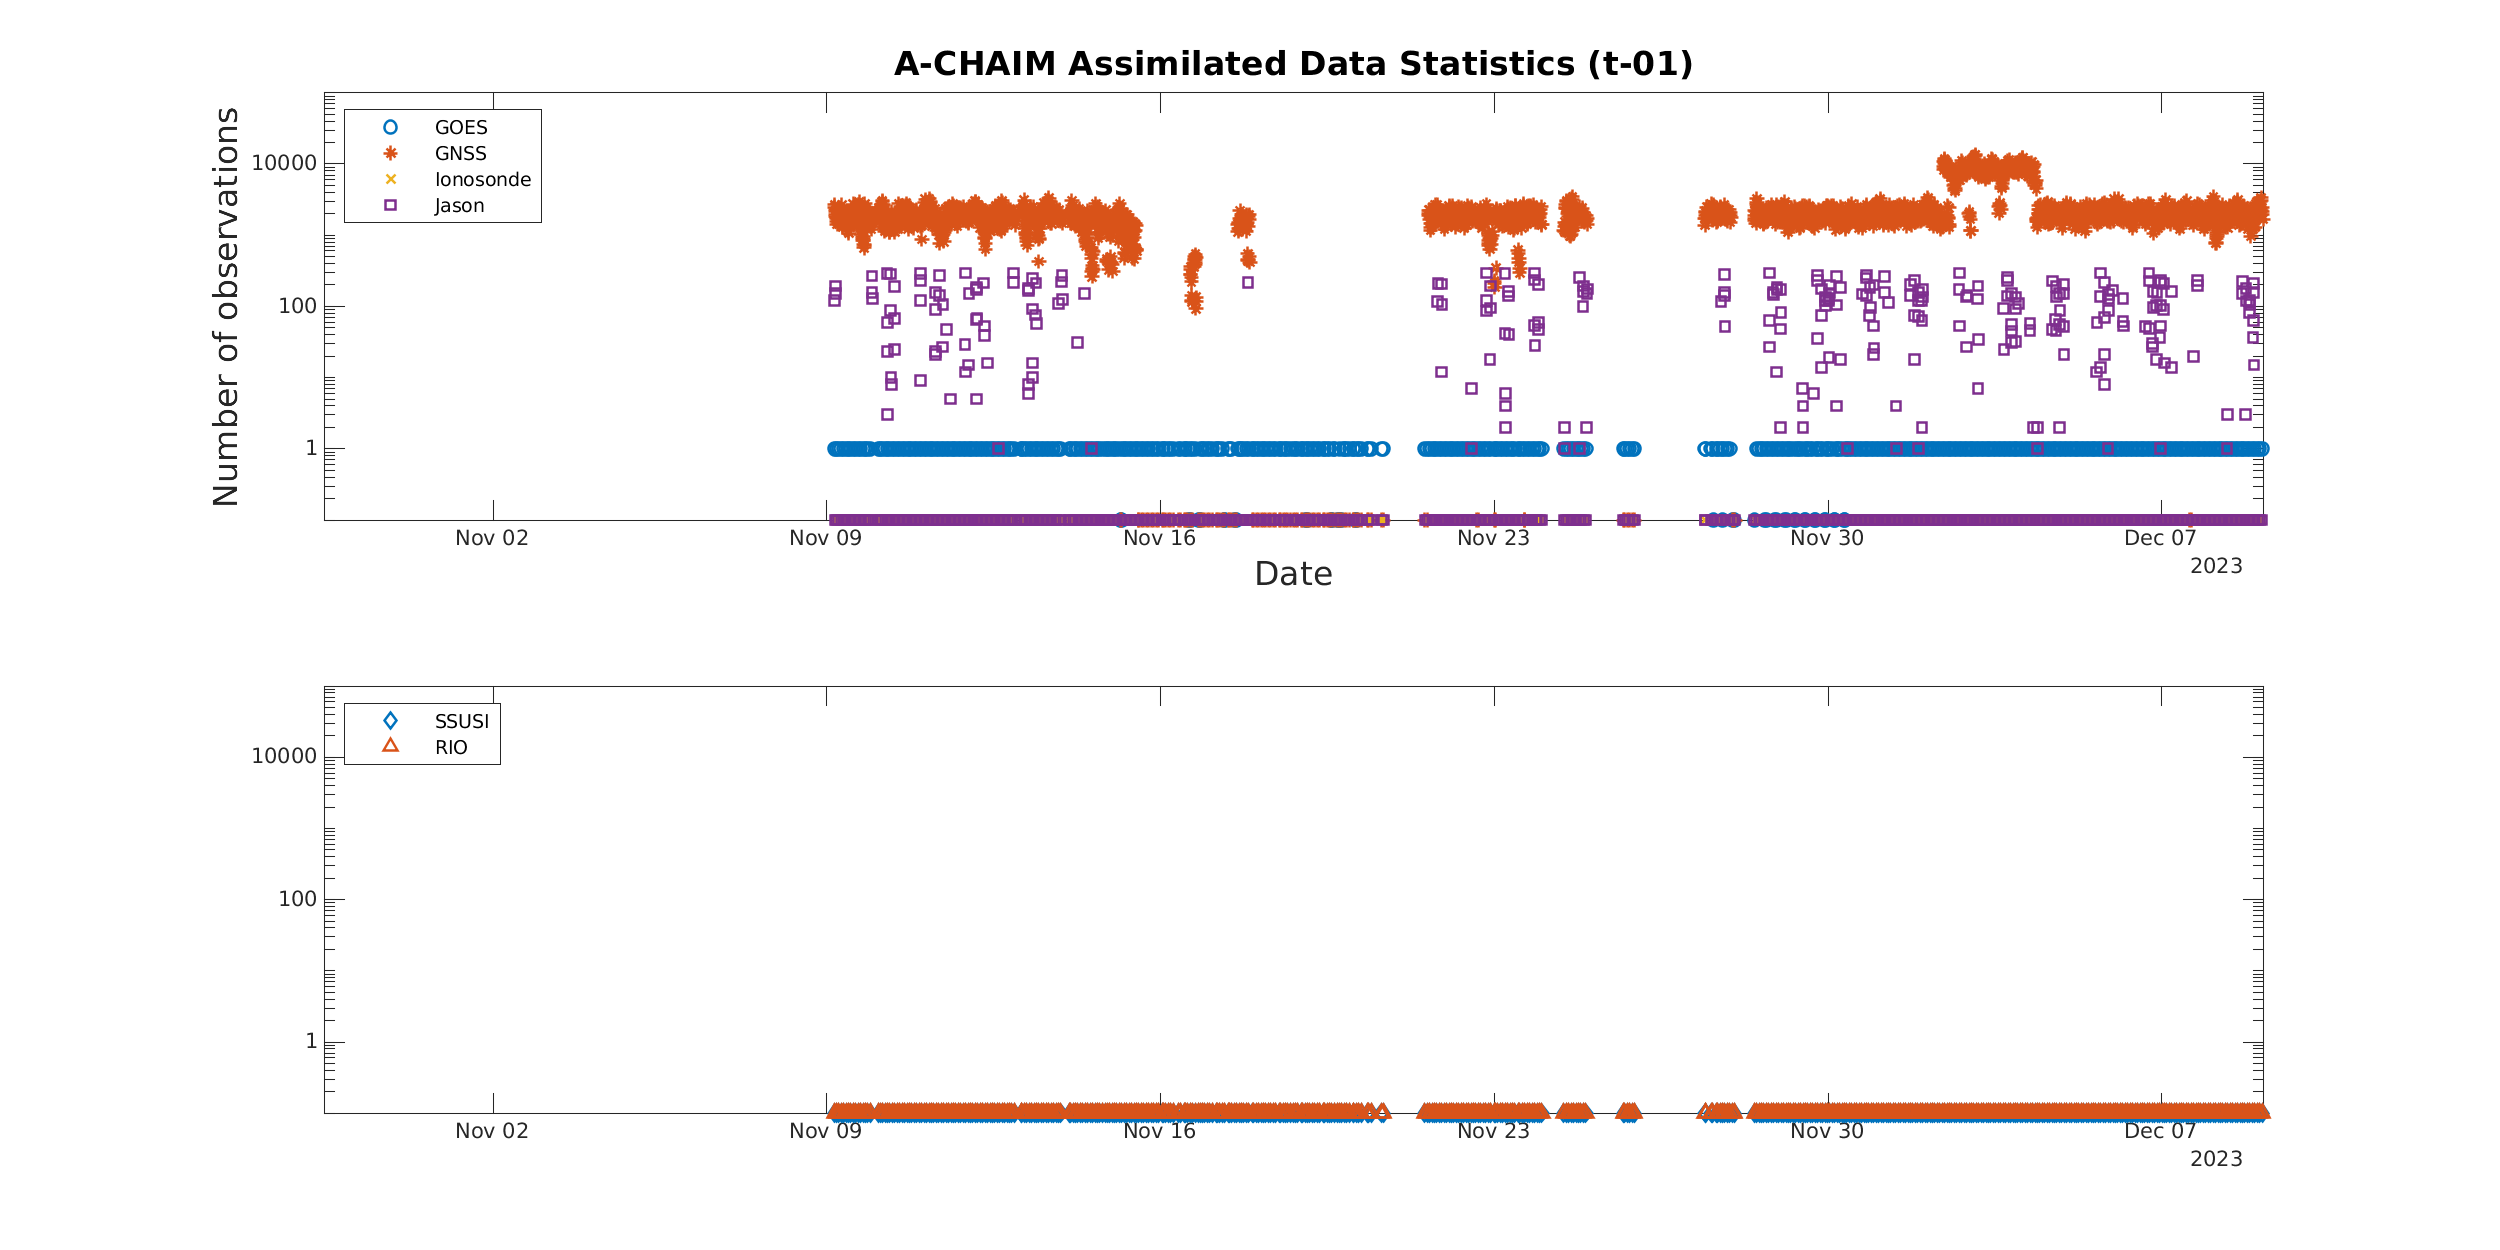 A-CHAIM Assimilated Data Statistics (t-01)
Number of observations
10000
100
1
GOES
GNSS
Ionosonde
Jason
Nov 02
Nov 09
Nov 16
Nov 23
Nov 30
Dec 07
2023
Date
10000
100
1
SSUSI
RIO
Nov 02
Nov 09
Nov 16
Nov 23
Nov 30
Dec 07
2023